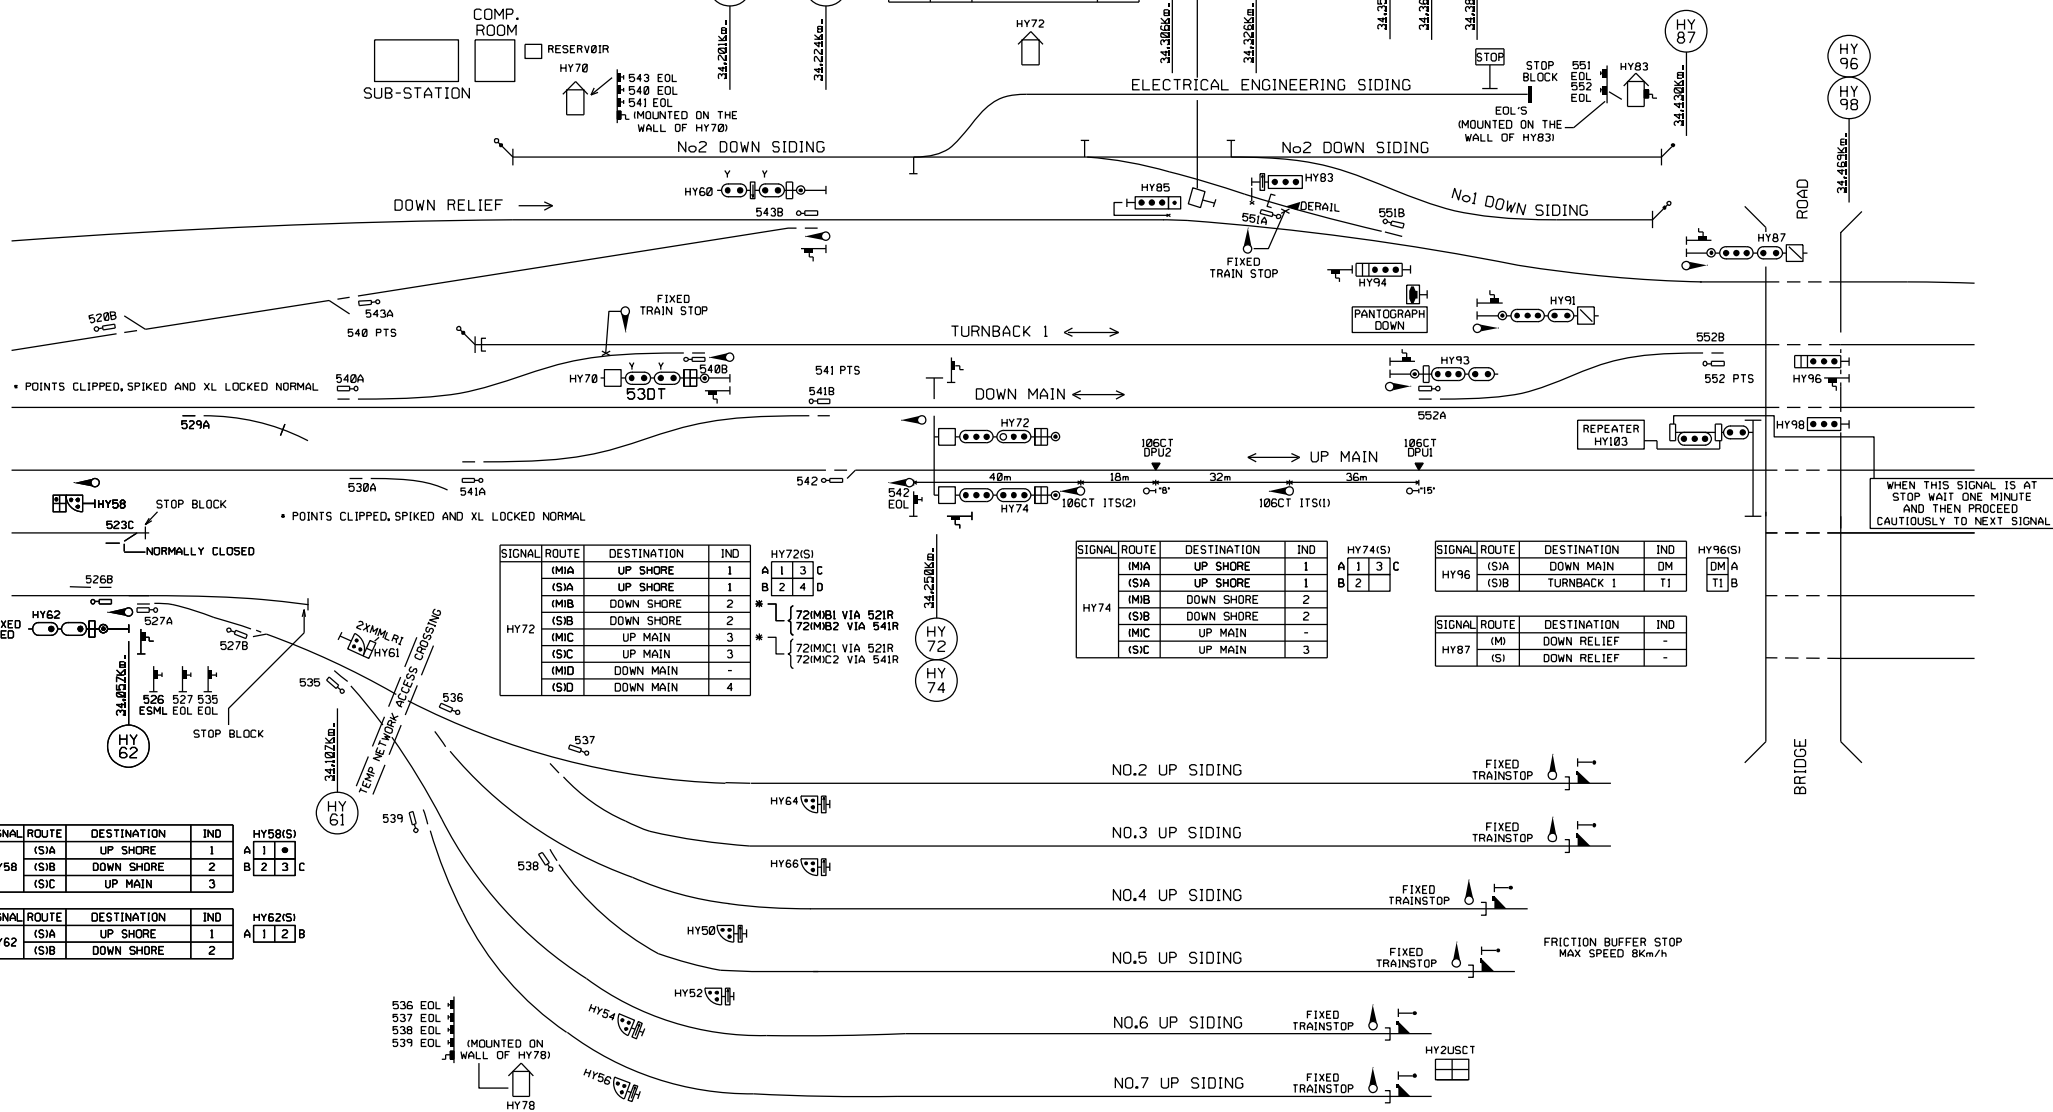 COMP.
ROOM
RESERVØIR
SUB-STATION
HY70
543 EOL
540 EOL
541 EOL
(MOUNTED ON THE
WALL OF HY70)
34.201Km
34.224Km
HY72
34.306Km
34.326Km
STOP
STOP
BLOCK
551
EOL
552
EOL
HY83
EOL'S
(MOUNTED ON THE
WALL OF HY83)
HY
87
34.430Km
HY
96
HY
98
34.469Km
ELECTRICAL ENGINEERING SIDING
No2 DOWN SIDING
No2 DOWN SIDING
No1 DOWN SIDING
DOWN RELIEF
HY60
Y Y
543B
HY85
HY83
551A
DERAIL
551B
FIXED
TRAIN STOP
ROAD
HY87
HY94
PANTOGRAPH
DOWN
HY91
520B
543A
540 PTS
FIXED
TRAIN STOP
TURNBACK 1
552B
* POINTS CLIPPED, SPIKED AND XL LOCKED NORMAL
540A
HY70
Y Y
53DT
540B
541 PTS
541B
DOWN MAIN
HY93
552 PTS
HY96
552A
529A
HY72
REPEATER
HY103
HY98
106CT
DPU2
106CT
DPU1
UP MAIN
40m
18m
32m
36m
530A
541A
542
542
EOL
HY74
106CT ITS(2)
"8"
106CT ITS(1)
"15"
WHEN THIS SIGNAL IS AT
STOP WAIT ONE MINUTE
AND THEN PROCEED
CAUTIOUSLY TO NEXT SIGNAL
HY58
STOP BLOCK
523C
NORMALLY CLOSED
* POINTS CLIPPED, SPIKED AND XL LOCKED NORMAL
SIGNAL ROUTE DESTINATION IND HY72(S)
(M)A UP SHORE 1 A 1 3 C
(S)A UP SHORE 1 B 2 4 D
(M)B DOWN SHORE 2 * 72(M)B1 VIA 521R
HY72 (S)B DOWN SHORE 2 72(M)B2 VIA 541R
(M)C UP MAIN 3 * 72(M)C1 VIA 521R
(S)C UP MAIN 3 72(M)C2 VIA 541R
(M)D DOWN MAIN -
(S)D DOWN MAIN 4
34.250Km
HY
72
HY
74
SIGNAL ROUTE DESTINATION IND HY74(S)
(M)A UP SHORE 1 A 1 3 C
(S)A UP SHORE 1 B 2
HY74 (M)B DOWN SHORE 2
(S)B DOWN SHORE 2
(M)C UP MAIN -
(S)C UP MAIN 3
SIGNAL ROUTE DESTINATION IND HY96(S)
HY96 (S)A DOWN MAIN DM DM A
(S)B TURNBACK 1 T1 T1 B
SIGNAL ROUTE DESTINATION IND
HY87 (M) DOWN RELIEF -
(S) DOWN RELIEF -
526B
HY62
527A
527B
526
ESML
527
EOL
535
EOL
34.057Km
HY
62
STOP BLOCK
2XMMLRI
HY61
TEMP NETWORK ACCESS CROSSING
535
536
537
34.107Km
HY
61
539
538
NO.2 UP SIDING
FIXED
TRAINSTOP
HY64
NO.3 UP SIDING
FIXED
TRAINSTOP
HY66
NO.4 UP SIDING
FIXED
TRAINSTOP
HY50
NO.5 UP SIDING
FIXED
TRAINSTOP
FRICTION BUFFER STOP
MAX SPEED 8Km/h
HY52
NO.6 UP SIDING
FIXED
TRAINSTOP
HY54
HY2USCT
NO.7 UP SIDING
FIXED
TRAINSTOP
HY56
BRIDGE
ROUTE DESTINATION IND HY58(S)
(S)A UP SHORE 1 A 1
(S)B DOWN SHORE 2 B 2 3 C
(S)C UP MAIN 3
ROUTE DESTINATION IND HY62(S)
(S)A UP SHORE 1 A 1 2 B
(S)B DOWN SHORE 2
536 EOL
537 EOL
538 EOL
539 EOL
(MOUNTED ON
WALL OF HY78)
HY78